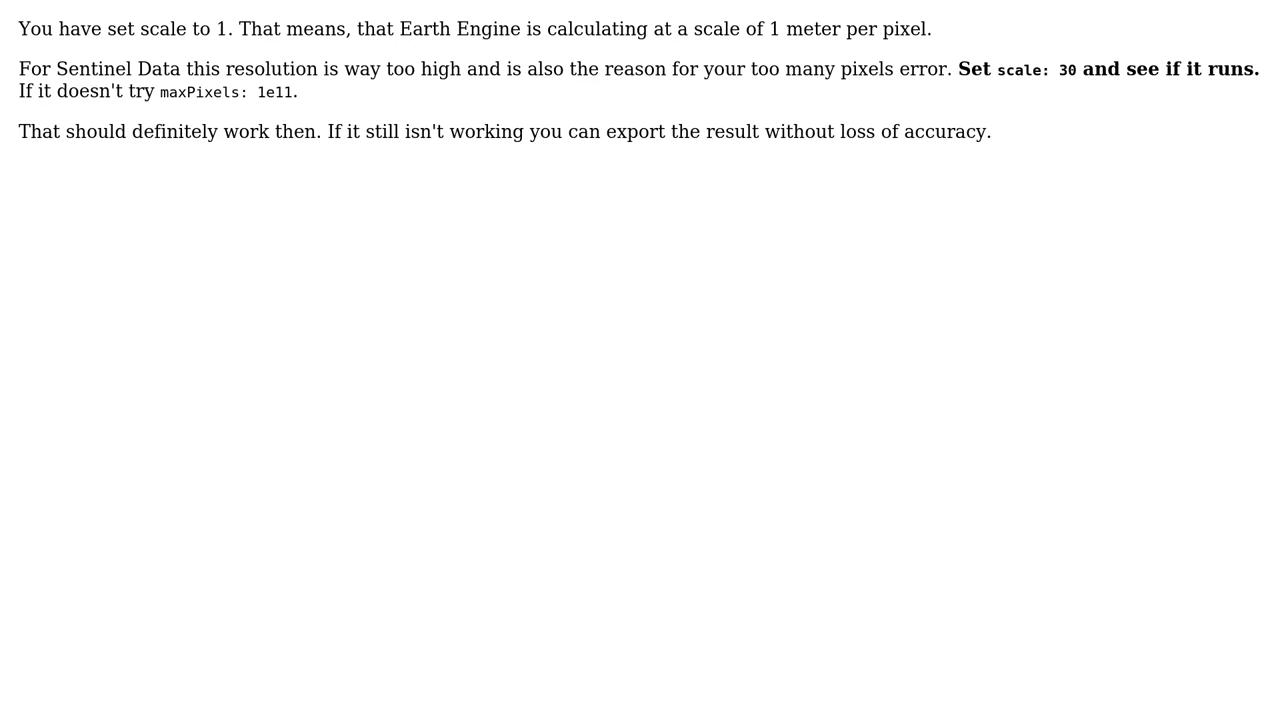 You have set scale to 1. That means, that Earth Engine is calculating at a scale of 1 meter per pixel.
For Sentinel Data this resolution is way too high and is also the reason for your too many pixels error. Set scale: 30 and see if it runs.
If it doesn't try maxPixels: 1e11.
That should definitely work then. If it still isn't working you can export the result without loss of accuracy.